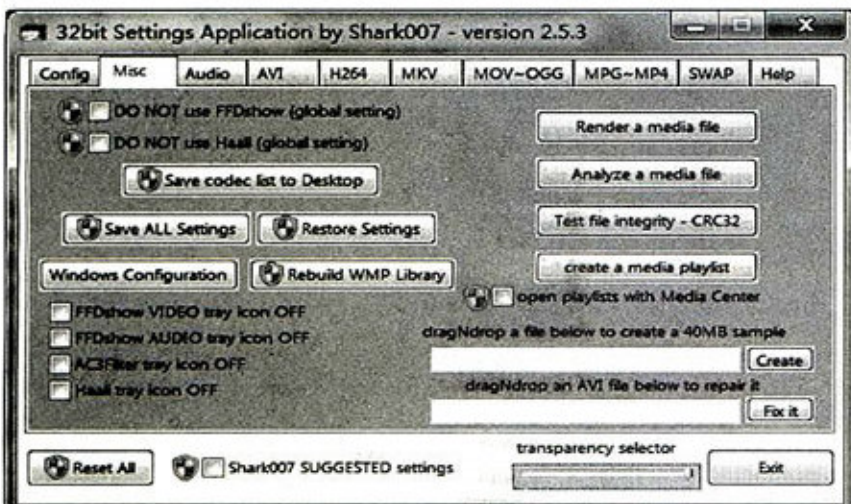 32bit Settings Application by Shark007 - version 2.5.3
Config Misc Audio AVI H264 MKV MOV~OGG MPG~MP4 SWAP Help
DO NOT use FFDshow (global setting)
DO NOT use Haali (global setting)
Save codec list to Desktop
Save ALL Settings
Restore Settings
Windows Configuration
Rebuild WMP Library
FFDshow VIDEO tray icon OFF
FFDshow AUDIO tray icon OFF
AC3Filter tray icon OFF
Haali tray icon OFF
Render a media file
Analyze a media file
Test file integrity - CRC32
create a media playlist
open playlists with Media Center
dragNdrop a file below to create a 40MB sample
Create
dragNdrop an AVI file below to repair it
Fix it
Reset All
Shark007 SUGGESTED settings
transparency selector
Exit